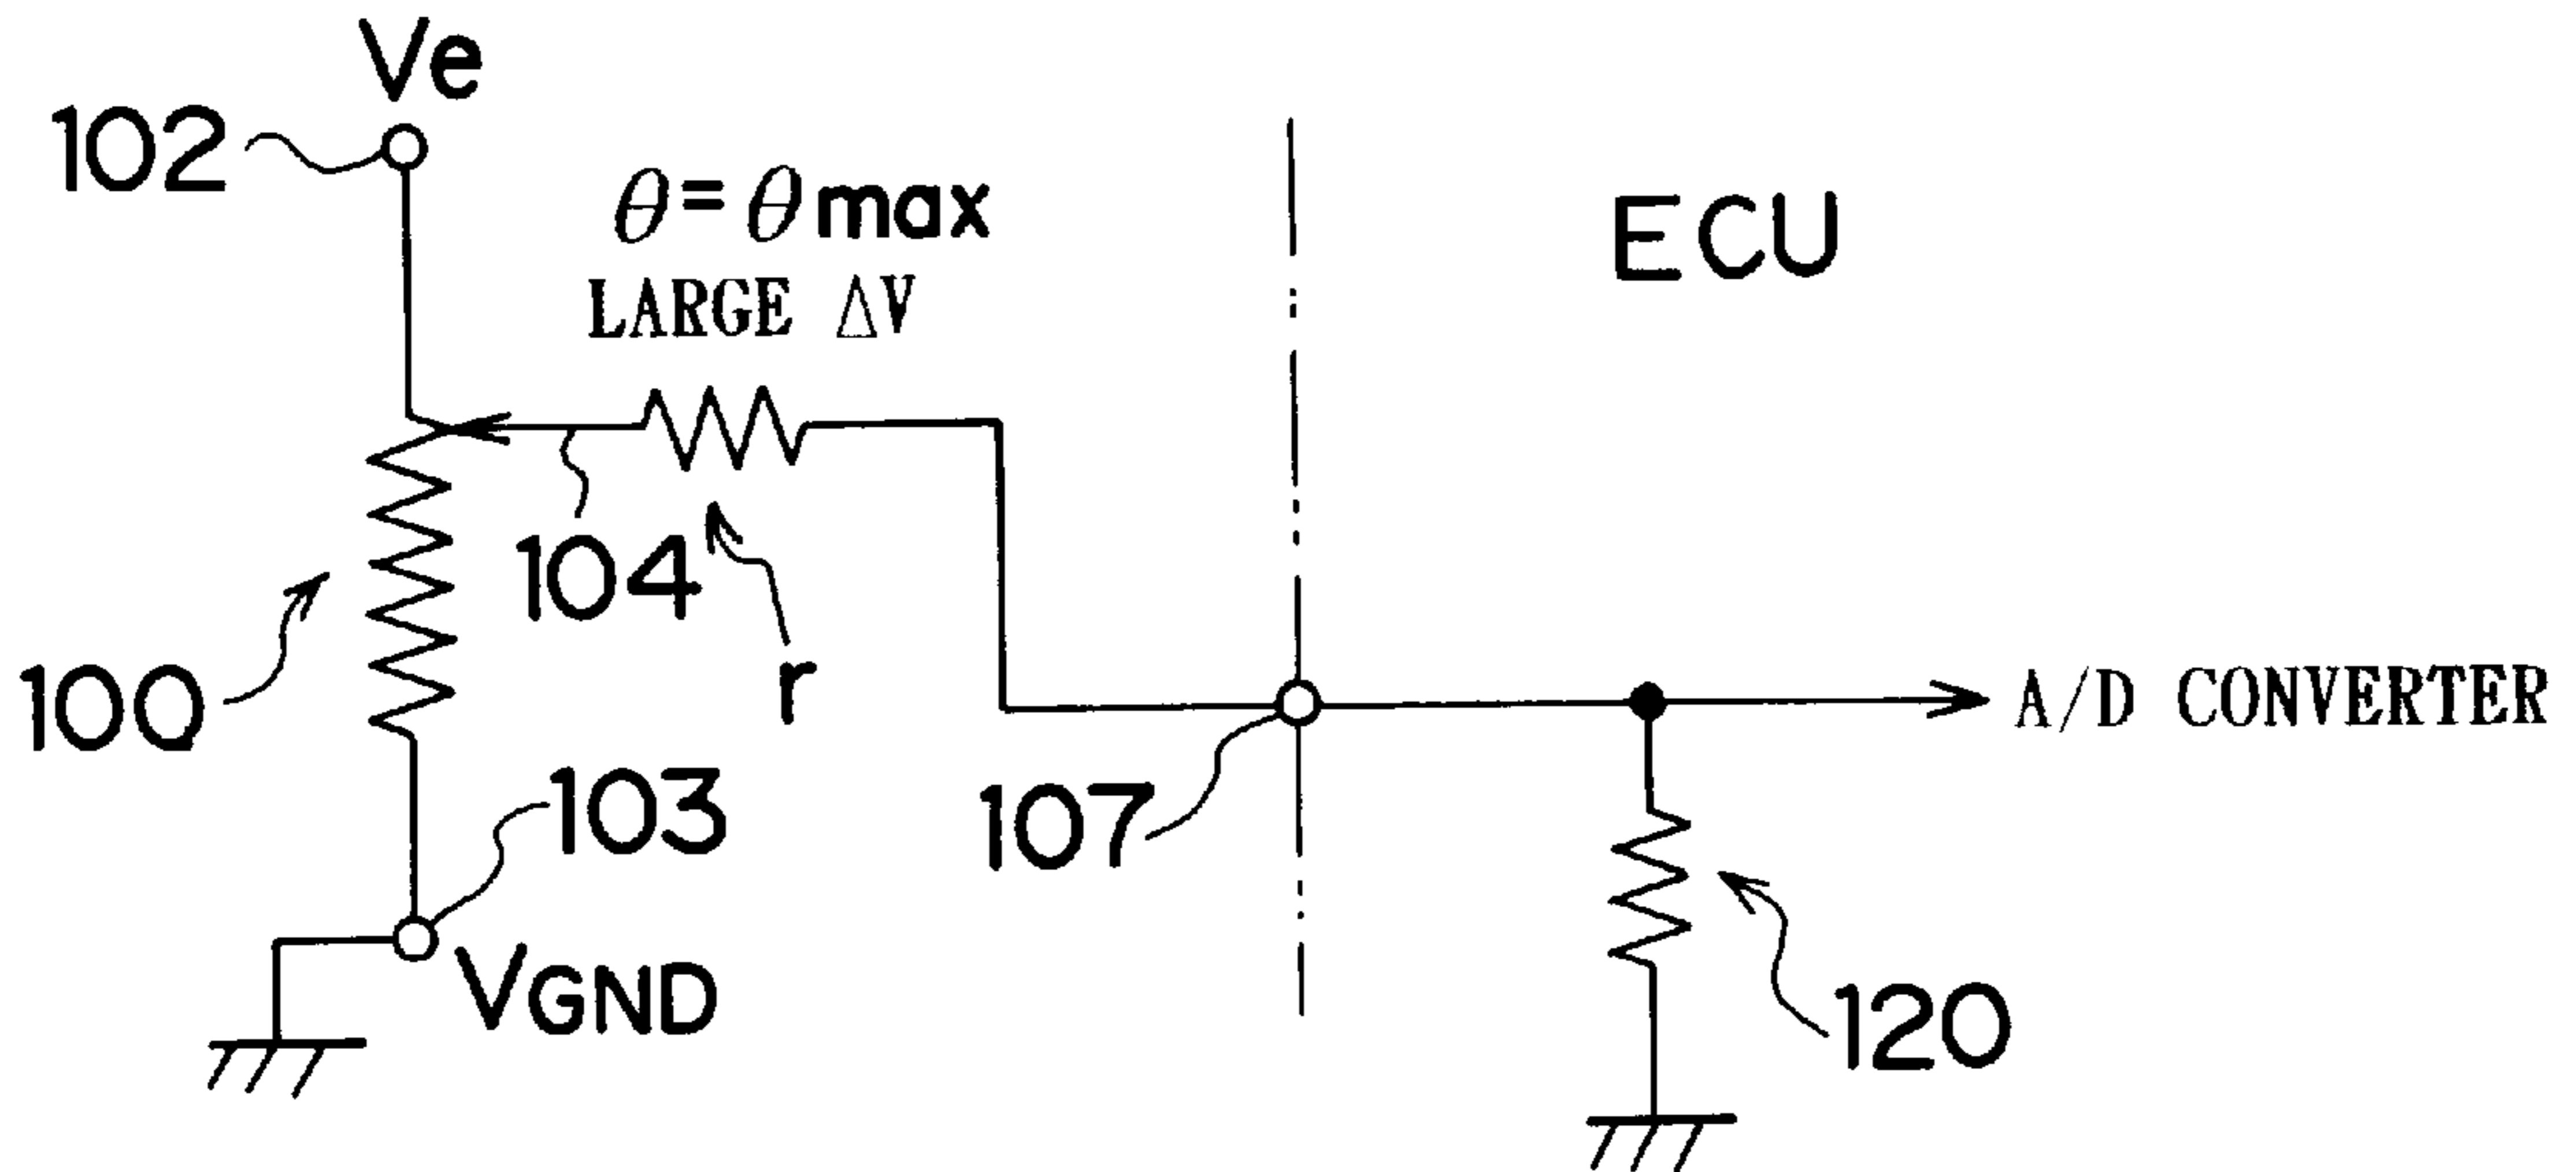 Ve
102
θ = θmax
LARGE ΔV
ECU
104
100
r
A/D CONVERTER
103
107
VGND
120